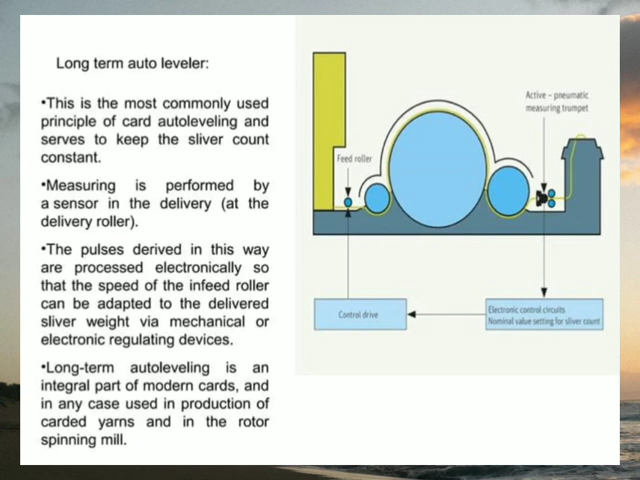 Long term auto leveler:
•This is the most commonly used
principle of card autoleveling and
serves to keep the sliver count
constant.
•Measuring is performed by
a sensor in the delivery (at the
delivery roller).
•The pulses derived in this way
are processed electronically so
that the speed of the infeed roller
can be adapted to the delivered
sliver weight via mechanical or
electronic regulating devices.
•Long-term autoleveling is an
integral part of modern cards, and
in any case used in production of
carded yarns and in the rotor
spinning mill.
Active – pneumatic
measuring trumpet
Feed roller
Control drive
Electronic control circuits
Nominal value setting for sliver count